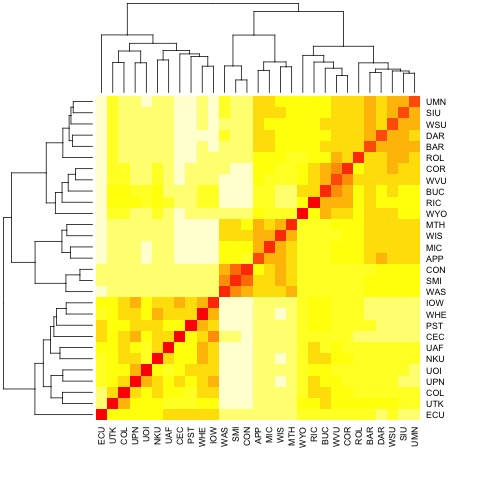 UMN
SIU
WSU
DAR
BAR
ROL
COR
WVU
BUC
RIC
WYO
MTH
WIS
MIC
APP
CON
SMI
WAS
IOW
WHE
PST
CEC
UAF
NKU
UOI
UPN
COL
UTK
ECU
ECU UTK COL UPN UOI NKU UAF CEC PST WHE IOW WAS SMI CON APP MIC WIS MTH WYO RIC BUC WVU COR ROL BAR DAR WSU SIU UMN